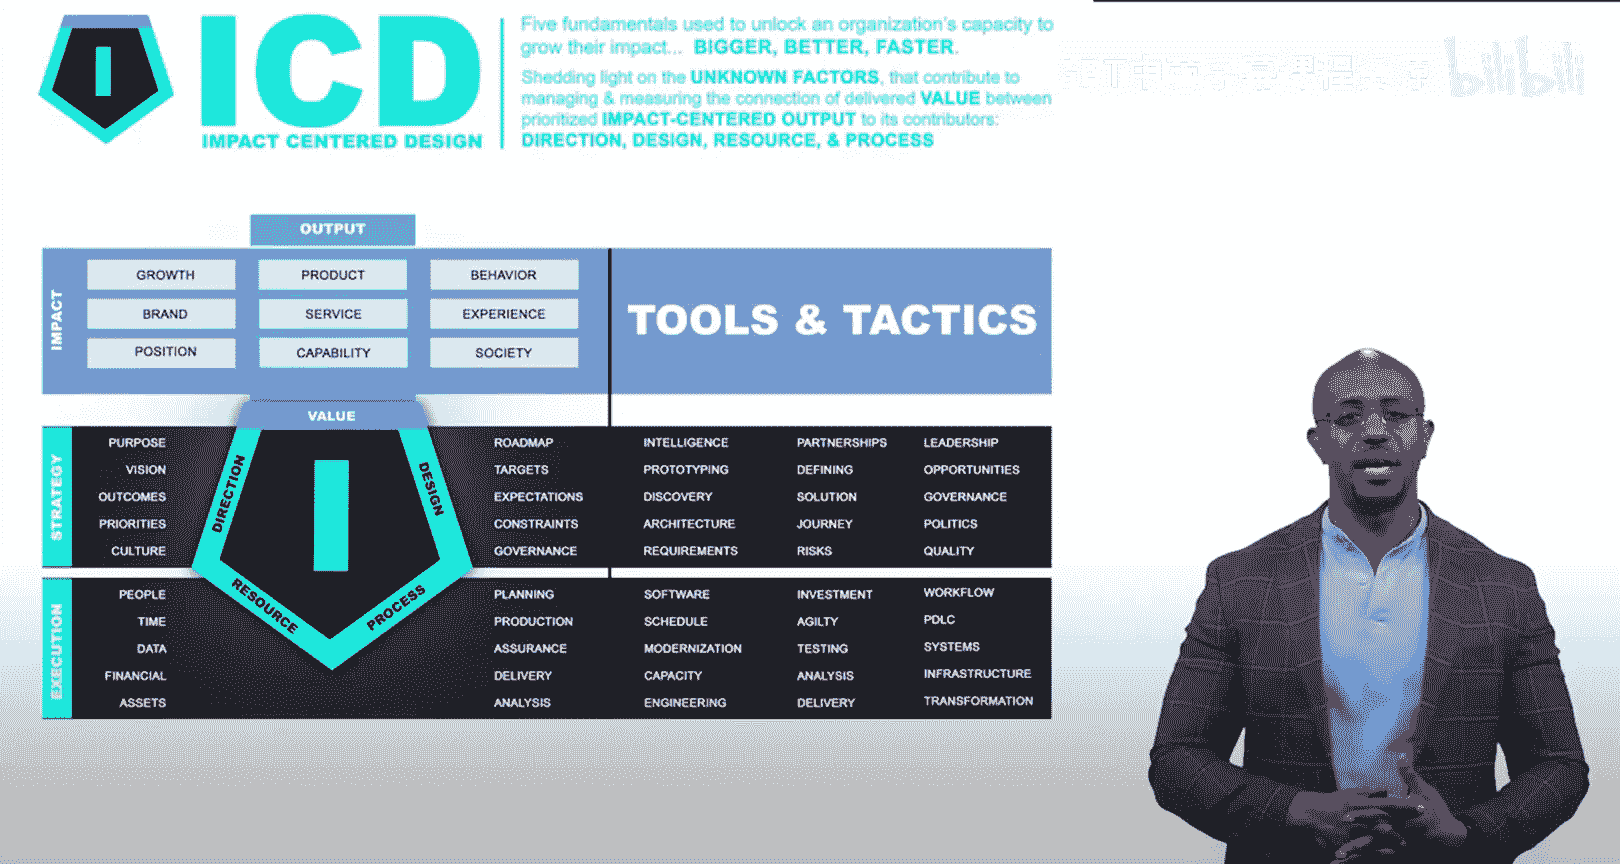 I
ICD
IMPACT CENTERED DESIGN
Five fundamentals used to unlock an organization's capacity to
grow their impact... BIGGER, BETTER, FASTER.
Shedding light on the UNKNOWN FACTORS, that contribute to
managing & measuring the connection of delivered VALUE between
prioritized IMPACT-CENTERED OUTPUT to its contributors:
DIRECTION, DESIGN, RESOURCE, & PROCESS
bilibili
OUTPUT
IMPACT
GROWTH PRODUCT BEHAVIOR
BRAND SERVICE EXPERIENCE
POSITION CAPABILITY SOCIETY
TOOLS & TACTICS
VALUE
DIRECTION
DESIGN
RESOURCE
PROCESS
I
STRATEGY
PURPOSE ROADMAP INTELLIGENCE PARTNERSHIPS LEADERSHIP
VISION TARGETS PROTOTYPING DEFINING OPPORTUNITIES
OUTCOMES EXPECTATIONS DISCOVERY SOLUTION GOVERNANCE
PRIORITIES CONSTRAINTS ARCHITECTURE JOURNEY POLITICS
CULTURE GOVERNANCE REQUIREMENTS RISKS QUALITY
EXECUTION
PEOPLE PLANNING SOFTWARE INVESTMENT WORKFLOW
TIME PRODUCTION SCHEDULE AGILTY PDLC
DATA ASSURANCE MODERNIZATION TESTING SYSTEMS
FINANCIAL DELIVERY CAPACITY ANALYSIS INFRASTRUCTURE
ASSETS ANALYSIS ENGINEERING DELIVERY TRANSFORMATION